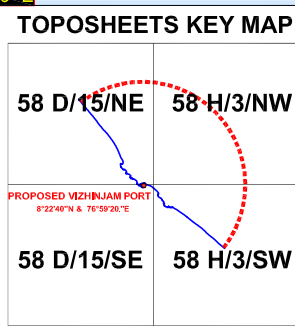 TOPOSHEETS KEY MAP
58 D/15/NE 58 H/3/NW
PROPOSED VIZHINJAM PORT
8°22'40"N & 76°59'20."E
58 D/15/SE 58 H/3/SW